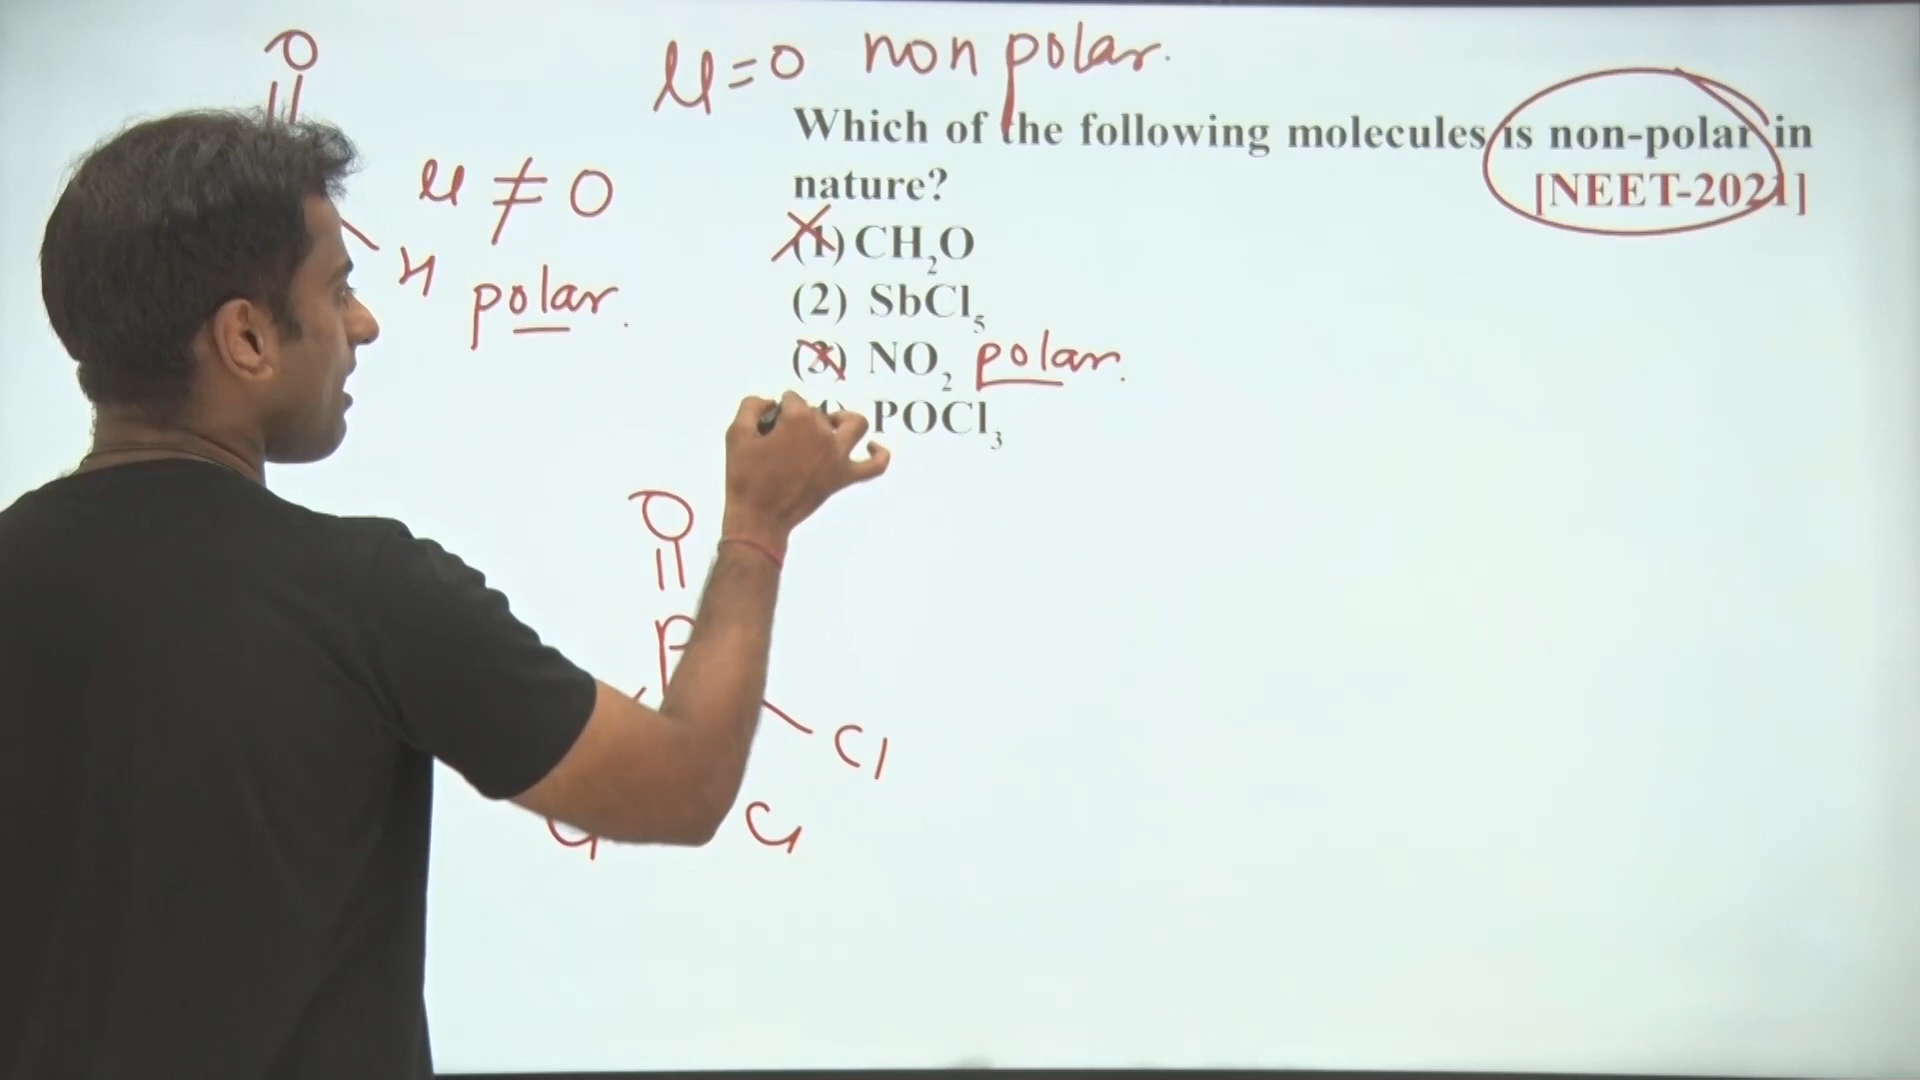 μ=0 non polar.
Which of the following molecules is non-polar in
nature? [NEET-2021]
(1) CH₂O
(2) SbCl₅
(3) NO₂ polar.
POCl₃
O
μ ≠ 0
H
polar.
O
P
Cl
Cl
Cl